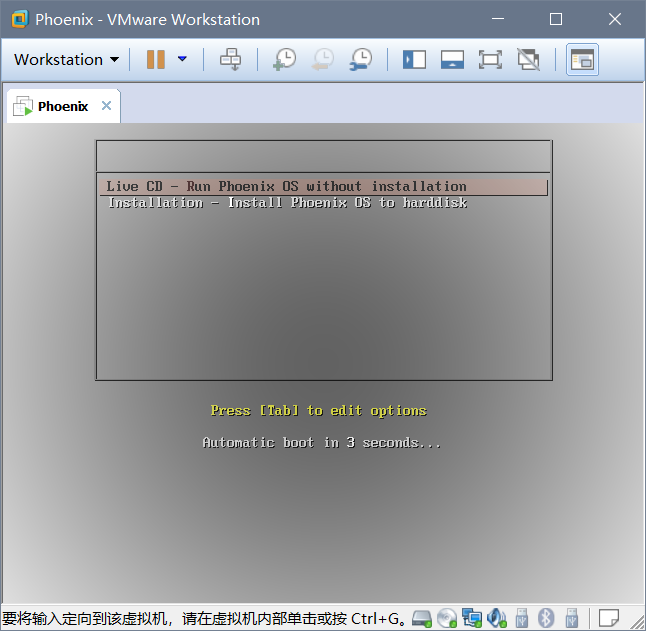 Phoenix - VMware Workstation
Workstation
Phoenix
Live CD - Run Phoenix OS without installation
Installation - Install Phoenix OS to harddisk
Press [Tab] to edit options
Automatic boot in 3 seconds...
要将输入定向到该虚拟机，请在虚拟机内部单击或按 Ctrl+G。